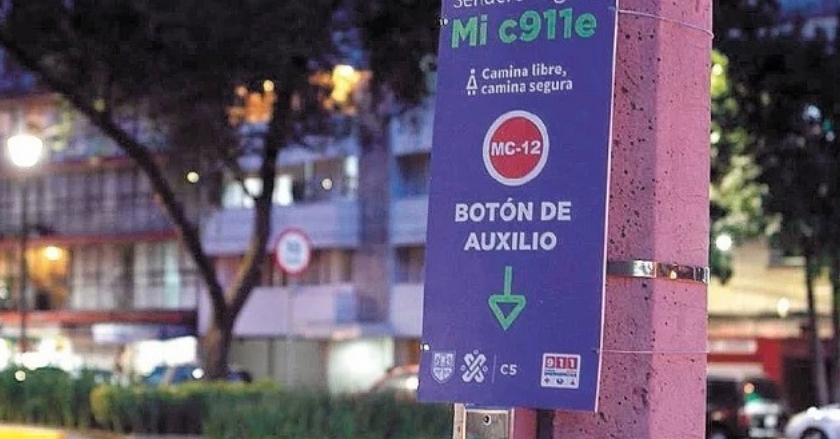 Mi c911e
Camina libre,
camina segura
MC-12
BOTÓN DE
AUXILIO
C5
911